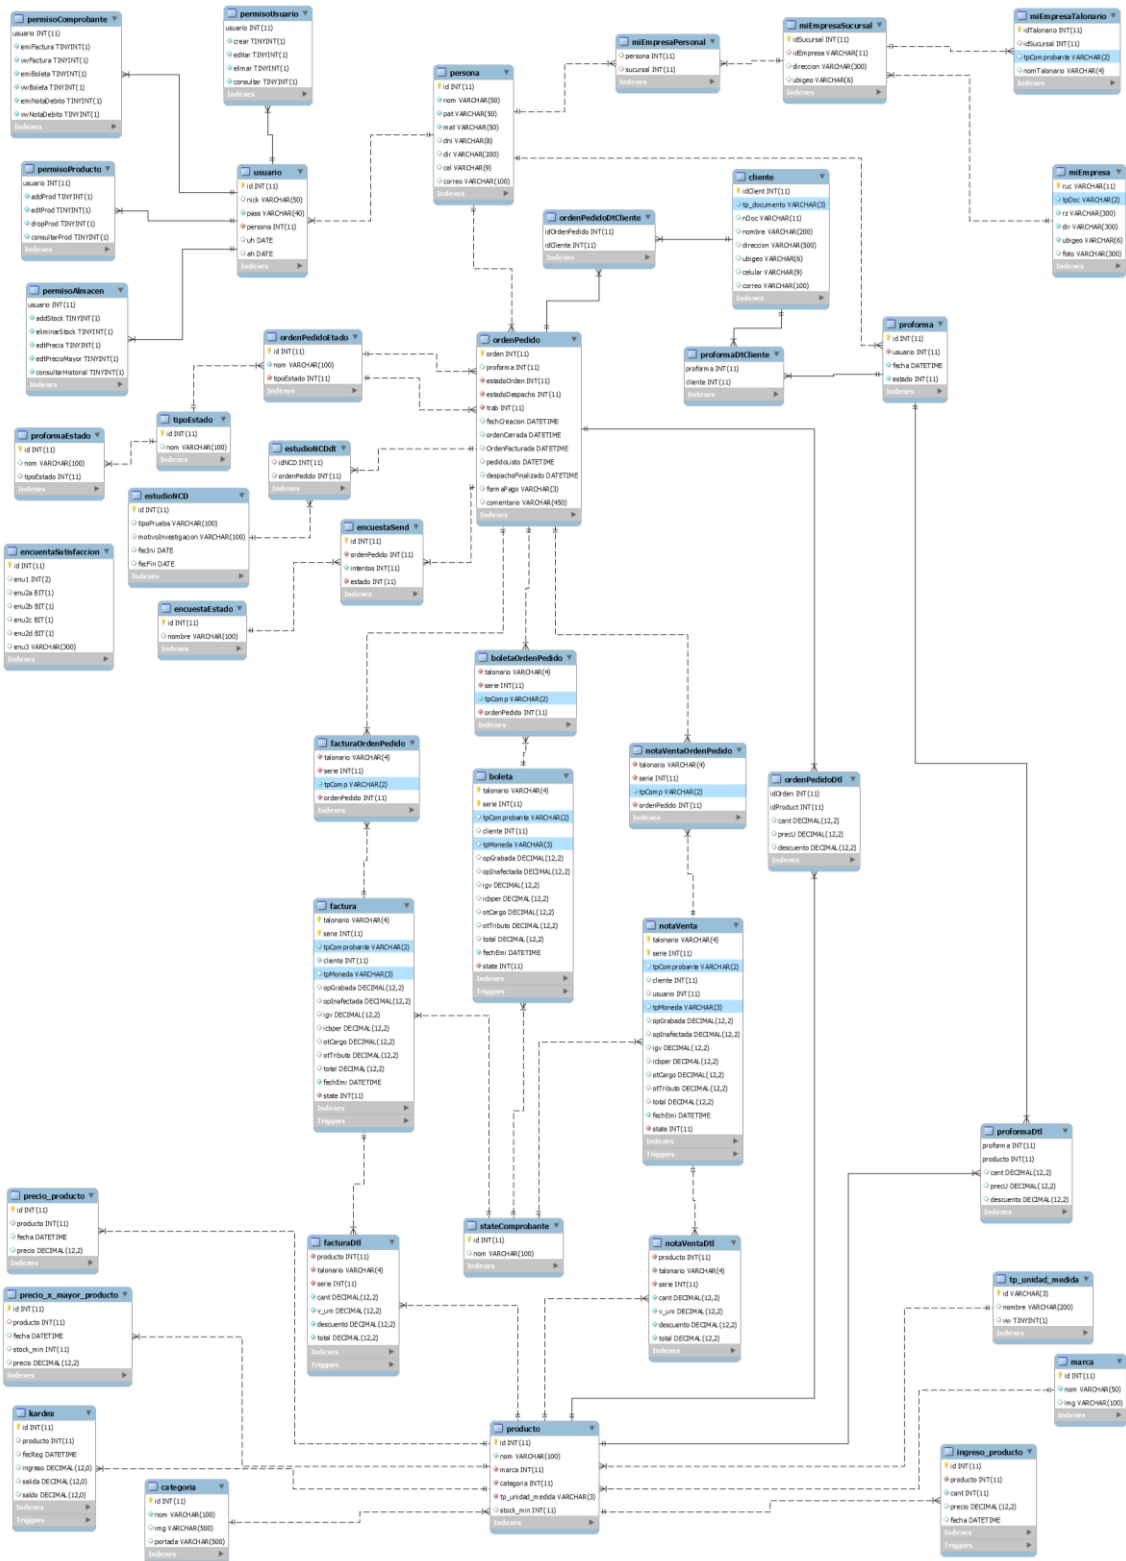 permisoComprobante
usuario INT(11)
emiFactura TINYINT(1)
vwFactura TINYINT(1)
emiBoleta TINYINT(1)
vwBoleta TINYINT(1)
emiNotaDebito TINYINT(1)
vwNotaDebito TINYINT(1)
Indexes
permisoUsuario
usuario INT(11)
crear TINYINT(1)
editar TINYINT(1)
elimar TINYINT(1)
consultar TINYINT(1)
Indexes
persona
id INT(11)
nom VARCHAR(50)
pat VARCHAR(50)
mat VARCHAR(50)
dni VARCHAR(8)
dir VARCHAR(200)
cel VARCHAR(9)
correo VARCHAR(100)
Indexes
miEmpresaPersonal
persona INT(11)
sucursal INT(11)
Indexes
miEmpresaSucursal
idSucursal INT(11)
idEmpresa VARCHAR(11)
direccion VARCHAR(300)
ubigeo VARCHAR(6)
Indexes
miEmpresaTalonario
idTalonario INT(11)
idSucursal INT(11)
tpComprobante VARCHAR(2)
nomTalonario VARCHAR(4)
Indexes
permisoProducto
usuario INT(11)
addProd TINYINT(1)
edtProd TINYINT(1)
dropProd TINYINT(1)
consultarProd TINYINT(1)
Indexes
usuario
id INT(11)
nick VARCHAR(50)
pass VARCHAR(40)
persona INT(11)
uh DATE
ah DATE
Indexes
cliente
idClient INT(11)
tp_documento VARCHAR(3)
nDoc VARCHAR(11)
nombre VARCHAR(200)
direccion VARCHAR(500)
ubigeo VARCHAR(6)
celular VARCHAR(9)
correo VARCHAR(100)
Indexes
miEmpresa
ruc VARCHAR(11)
tpDoc VARCHAR(2)
rz VARCHAR(300)
dir VARCHAR(300)
ubigeo VARCHAR(6)
foto VARCHAR(300)
Indexes
ordenPedidoDtCliente
idOrdenPedido INT(11)
idCliente INT(11)
Indexes
permisoAlmacen
usuario INT(11)
addStock TINYINT(1)
eliminarStock TINYINT(1)
edtPrecio TINYINT(1)
edtPrecioMayor TINYINT(1)
consultarHistorial TINYINT(1)
Indexes
ordenPedidoEtado
id INT(11)
nom VARCHAR(100)
tipoEstado INT(11)
Indexes
ordenPedido
orden INT(11)
proforma INT(11)
estadoOrden INT(11)
estadoDespacho INT(11)
trab INT(11)
fechCreacion DATETIME
ordenCerrada DATETIME
OrdenFacturada DATETIME
pedidoListo DATETIME
despachoFinalizado DATETIME
formaPago VARCHAR(3)
comentario VARCHAR(450)
Indexes
proformaDtCliente
proforma INT(11)
cliente INT(11)
Indexes
proforma
id INT(11)
usuario INT(11)
fecha DATETIME
estado INT(11)
Indexes
tipoEstado
id INT(11)
nom VARCHAR(100)
Indexes
proformaEstado
id INT(11)
nom VARCHAR(100)
tipoEstado INT(11)
Indexes
estudioNCDdt
idNCD INT(11)
ordenPedido INT(11)
Indexes
estudioNCD
id INT(11)
tipoPrueba VARCHAR(100)
motivoInvestigacion VARCHAR(100)
fecIni DATE
fecFin DATE
Indexes
encuentaSatisfaccion
id INT(11)
enu1 INT(2)
enu2a BIT(1)
enu2b BIT(1)
enu2c BIT(1)
enu2d BIT(1)
enu3 VARCHAR(300)
Indexes
encuestaSend
id INT(11)
ordenPedido INT(11)
intentos INT(11)
estado INT(11)
Indexes
encuestaEstado
id INT(11)
nombre VARCHAR(100)
Indexes
boletaOrdenPedido
talonario VARCHAR(4)
serie INT(11)
tpComp VARCHAR(2)
ordenPedido INT(11)
Indexes
facturaOrdenPedido
talonario VARCHAR(4)
serie INT(11)
tpComp VARCHAR(2)
ordenPedido INT(11)
Indexes
notaVentaOrdenPedido
talonario VARCHAR(4)
serie INT(11)
tpComp VARCHAR(2)
ordenPedido INT(11)
Indexes
boleta
talonario VARCHAR(4)
serie INT(11)
tpComprobante VARCHAR(2)
cliente INT(11)
tpMoneda VARCHAR(3)
opGrabada DECIMAL(12,2)
opInafectada DECIMAL(12,2)
igv DECIMAL(12,2)
icbper DECIMAL(12,2)
otCargo DECIMAL(12,2)
otTributo DECIMAL(12,2)
total DECIMAL(12,2)
fechEmi DATETIME
state INT(11)
Indexes
Triggers
ordenPedidoDtl
idOrden INT(11)
idProduct INT(11)
cant DECIMAL(12,2)
precU DECIMAL(12,2)
descuento DECIMAL(12,2)
Indexes
factura
talonario VARCHAR(4)
serie INT(11)
tpComprobante VARCHAR(2)
cliente INT(11)
tpMoneda VARCHAR(3)
opGrabada DECIMAL(12,2)
opInafectada DECIMAL(12,2)
igv DECIMAL(12,2)
icbper DECIMAL(12,2)
otCargo DECIMAL(12,2)
otTributo DECIMAL(12,2)
total DECIMAL(12,2)
fechEmi DATETIME
state INT(11)
Indexes
Triggers
notaVenta
talonario VARCHAR(4)
serie INT(11)
tpComprobante VARCHAR(2)
cliente INT(11)
usuario INT(11)
tpMoneda VARCHAR(3)
opGrabada DECIMAL(12,2)
opInafectada DECIMAL(12,2)
igv DECIMAL(12,2)
icbper DECIMAL(12,2)
otCargo DECIMAL(12,2)
otTributo DECIMAL(12,2)
total DECIMAL(12,2)
fechEmi DATETIME
state INT(11)
Indexes
Triggers
proformaDtl
proforma INT(11)
producto INT(11)
cant DECIMAL(12,2)
precU DECIMAL(12,2)
descuento DECIMAL(12,2)
Indexes
precio_producto
id INT(11)
producto INT(11)
fecha DATETIME
precio DECIMAL(12,2)
Indexes
facturaDtl
producto INT(11)
talonario VARCHAR(4)
serie INT(11)
cant DECIMAL(12,2)
v_uni DECIMAL(12,2)
descuento DECIMAL(12,2)
total DECIMAL(12,2)
Indexes
Triggers
stateComprobante
id INT(11)
nom VARCHAR(100)
Indexes
notaVentaDtl
producto INT(11)
talonario VARCHAR(4)
serie INT(11)
cant DECIMAL(12,2)
v_uni DECIMAL(12,2)
descuento DECIMAL(12,2)
total DECIMAL(12,2)
Indexes
tp_unidad_medida
id VARCHAR(3)
nombre VARCHAR(200)
vw TINYINT(1)
Indexes
precio_x_mayor_producto
id INT(11)
producto INT(11)
fecha DATETIME
stock_min INT(11)
precio DECIMAL(12,2)
Indexes
marca
id INT(11)
nom VARCHAR(50)
img VARCHAR(100)
Indexes
kardex
id INT(11)
producto INT(11)
fecReg DATETIME
ingreso DECIMAL(12,0)
salida DECIMAL(12,0)
saldo DECIMAL(12,0)
Indexes
Triggers
producto
id INT(11)
nom VARCHAR(100)
marca INT(11)
categoria INT(11)
tp_unidad_medida VARCHAR(3)
stock_min INT(11)
Indexes
ingreso_producto
id INT(11)
producto INT(11)
cant INT(11)
precio DECIMAL(12,2)
fecha DATETIME
Indexes
Triggers
categoria
id INT(11)
nom VARCHAR(100)
img VARCHAR(500)
portada VARCHAR(500)
Indexes